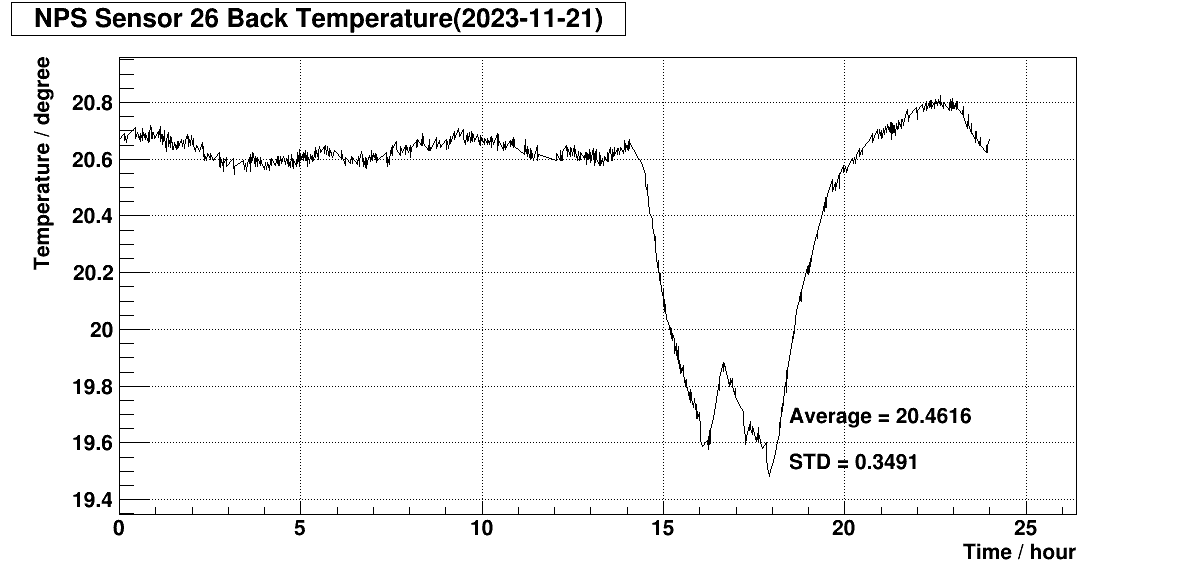 NPS Sensor 26 Back Temperature(2023-11-21)
Temperature / degree
20.8
20.6
20.4
20.2
20
19.8
19.6
19.4
Average = 20.4616
STD = 0.3491
0 5 10 15 20 25
Time / hour